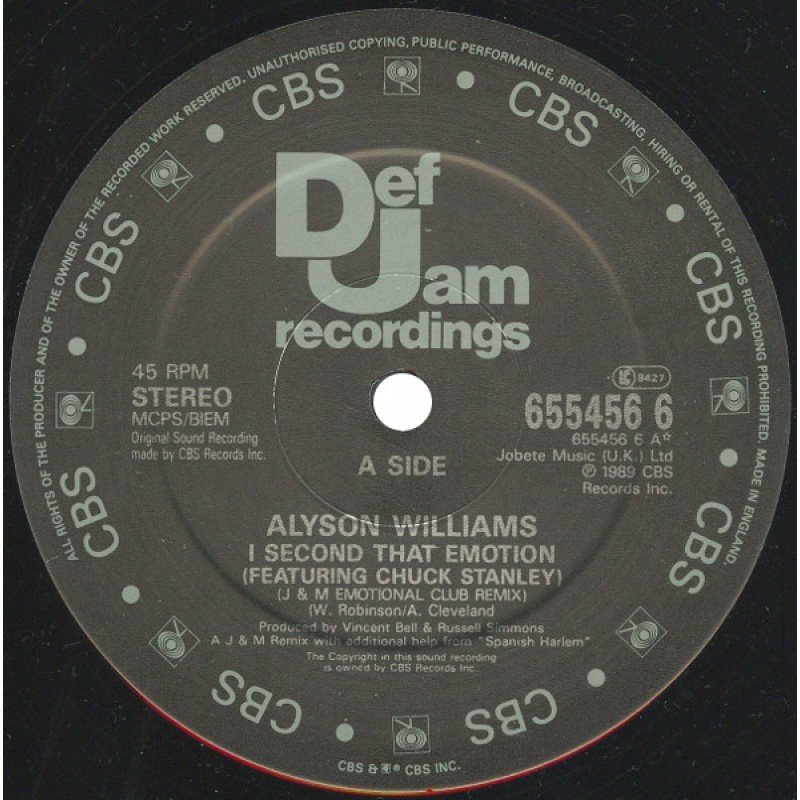 ALL RIGHTS OF THE PRODUCER AND OF THE OWNER OF THE RECORDED WORK RESERVED. UNAUTHORISED COPYING, PUBLIC PERFORMANCE, BROADCASTING, HIRING OR RENTAL OF THIS RECORDING PROHIBITED. MADE IN ENGLAND.
CBS
CBS
CBS
CBS
CBS
CBS
CBS
CBS
Def
Jam
recordings
45 RPM
STEREO
MCPS/BIEM
Original Sound Recording
made by CBS Records Inc.
8427
655456 6
655456 6 A☆
Jobete Music (U.K.) Ltd
℗ 1989 CBS
Records Inc.
A SIDE
ALYSON WILLIAMS
I SECOND THAT EMOTION
(FEATURING CHUCK STANLEY)
(J & M EMOTIONAL CLUB REMIX)
(W. Robinson/A. Cleveland
Produced by Vincent Bell & Russell Simmons
A J & M Remix with additional help from "Spanish Harlem"
The Copyright in this sound recording
is owned by CBS Records Inc.
CBS & ® CBS INC.